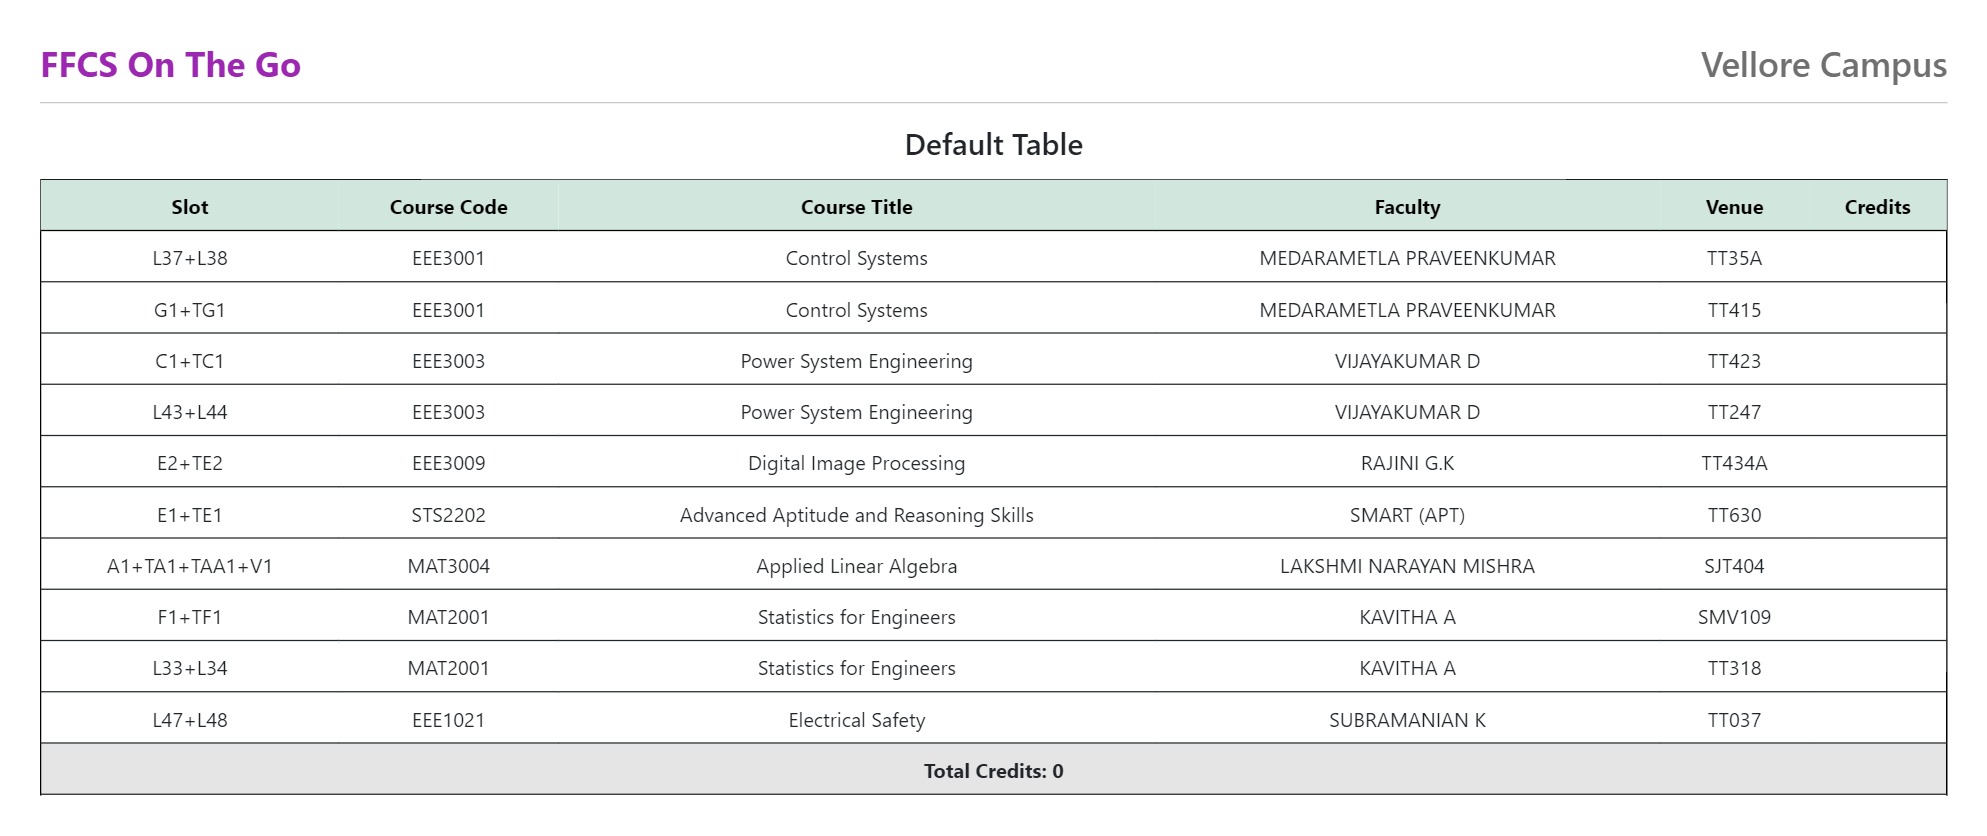 FFCS On The Go Vellore Campus
Default Table
Slot Course Code Course Title Faculty Venue Credits
L37+L38 EEE3001 Control Systems MEDARAMETLA PRAVEENKUMAR TT35A
G1+TG1 EEE3001 Control Systems MEDARAMETLA PRAVEENKUMAR TT415
C1+TC1 EEE3003 Power System Engineering VIJAYAKUMAR D TT423
L43+L44 EEE3003 Power System Engineering VIJAYAKUMAR D TT247
E2+TE2 EEE3009 Digital Image Processing RAJINI G.K TT434A
E1+TE1 STS2202 Advanced Aptitude and Reasoning Skills SMART (APT) TT630
A1+TA1+TAA1+V1 MAT3004 Applied Linear Algebra LAKSHMI NARAYAN MISHRA SJT404
F1+TF1 MAT2001 Statistics for Engineers KAVITHA A SMV109
L33+L34 MAT2001 Statistics for Engineers KAVITHA A TT318
L47+L48 EEE1021 Electrical Safety SUBRAMANIAN K TT037
Total Credits: 0